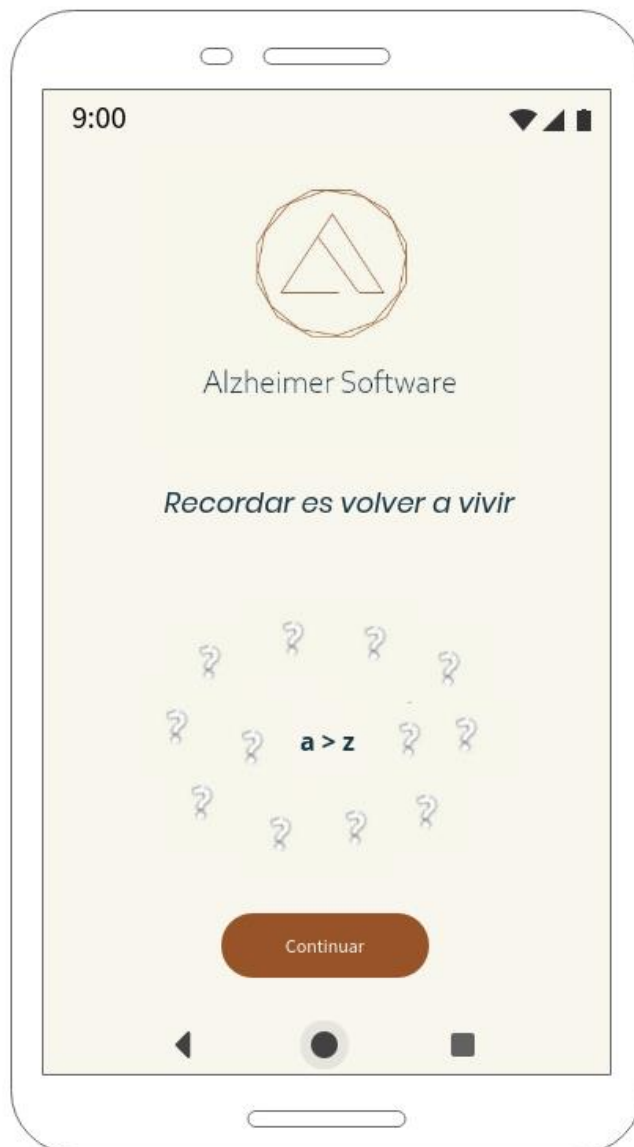 9:00
Alzheimer Software
Recordar es volver a vivir
? ?
? ?
? ? a > z ? ?
? ?
? ?
Continuar